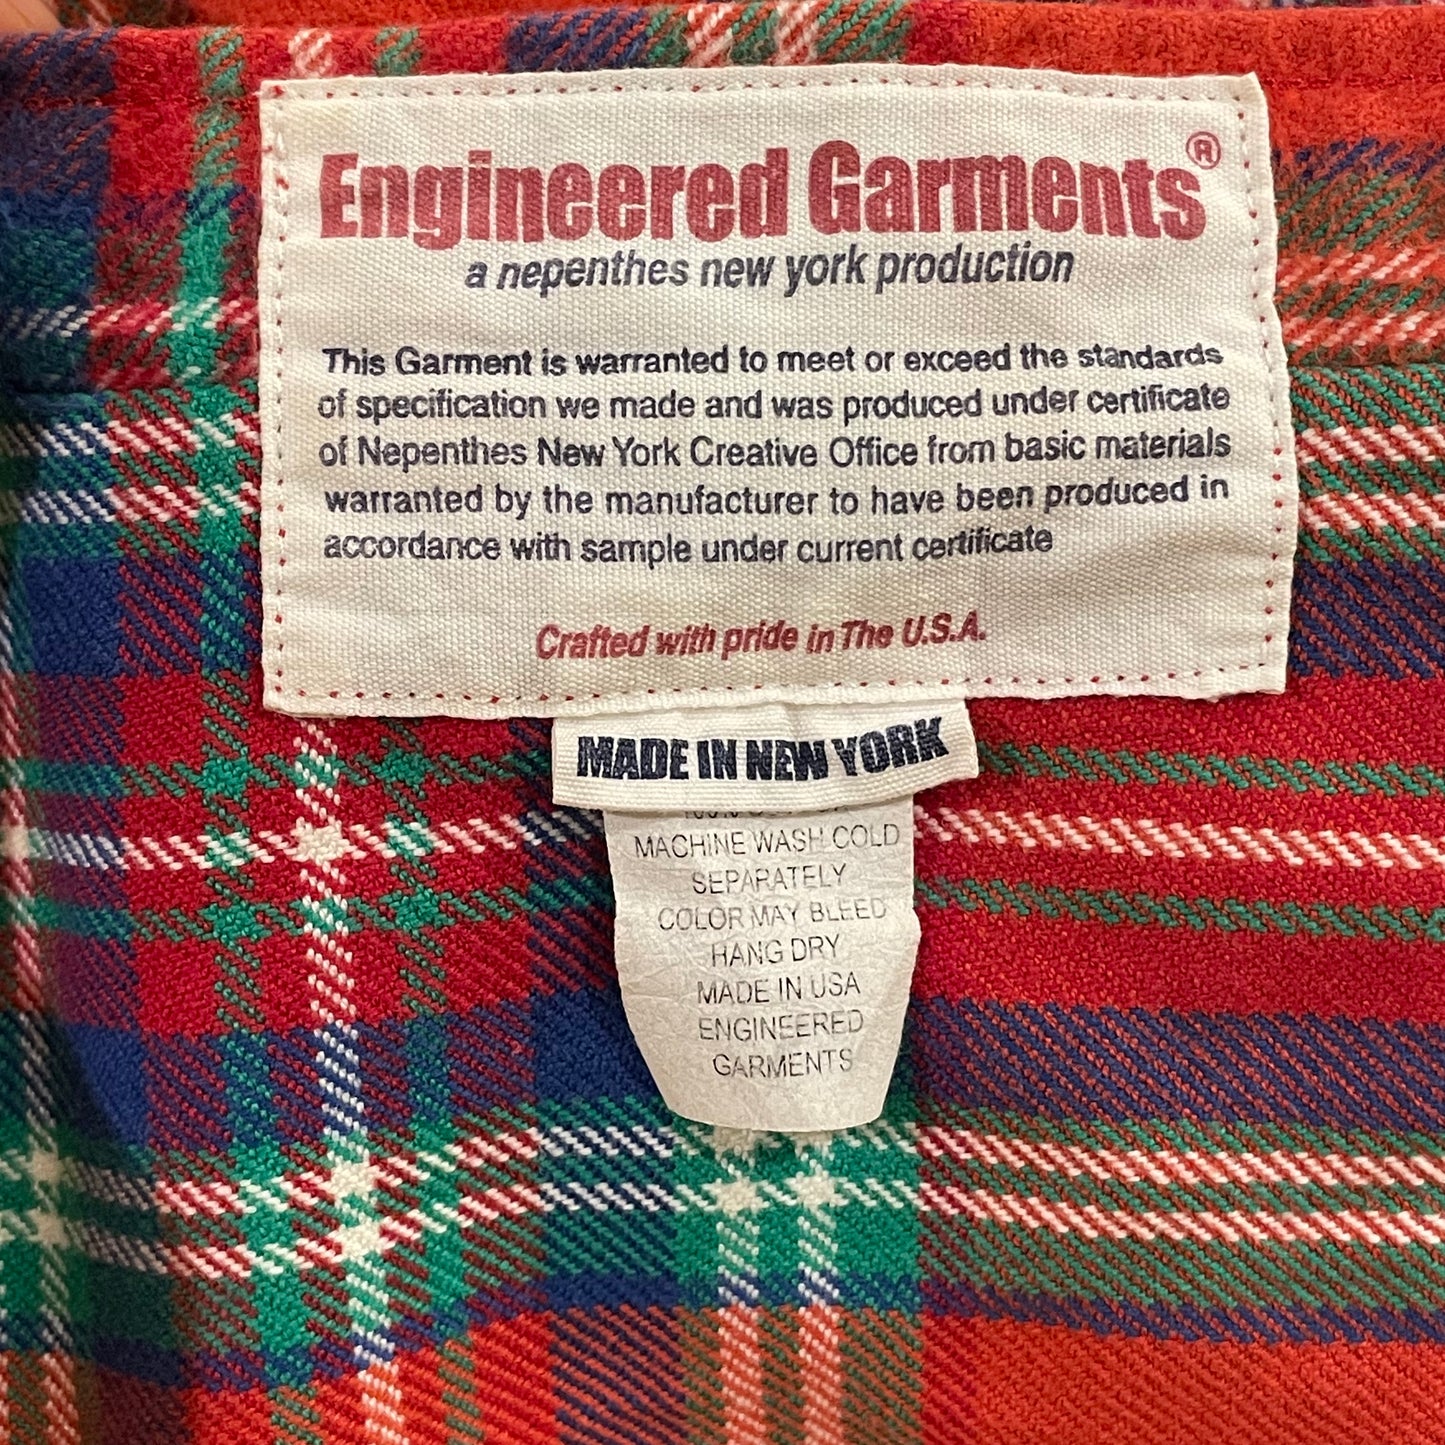 Engineered Garments®
a nepenthes new york production
This Garment is warranted to meet or exceed the standards
of specification we made and was produced under certificate
of Nepenthes New York Creative Office from basic materials
warranted by the manufacturer to have been produced in
accordance with sample under current certificate
Crafted with pride in The U.S.A.
MADE IN NEW YORK
MACHINE WASH COLD
SEPARATELY
COLOR MAY BLEED
HANG DRY
MADE IN USA
ENGINEERED
GARMENTS